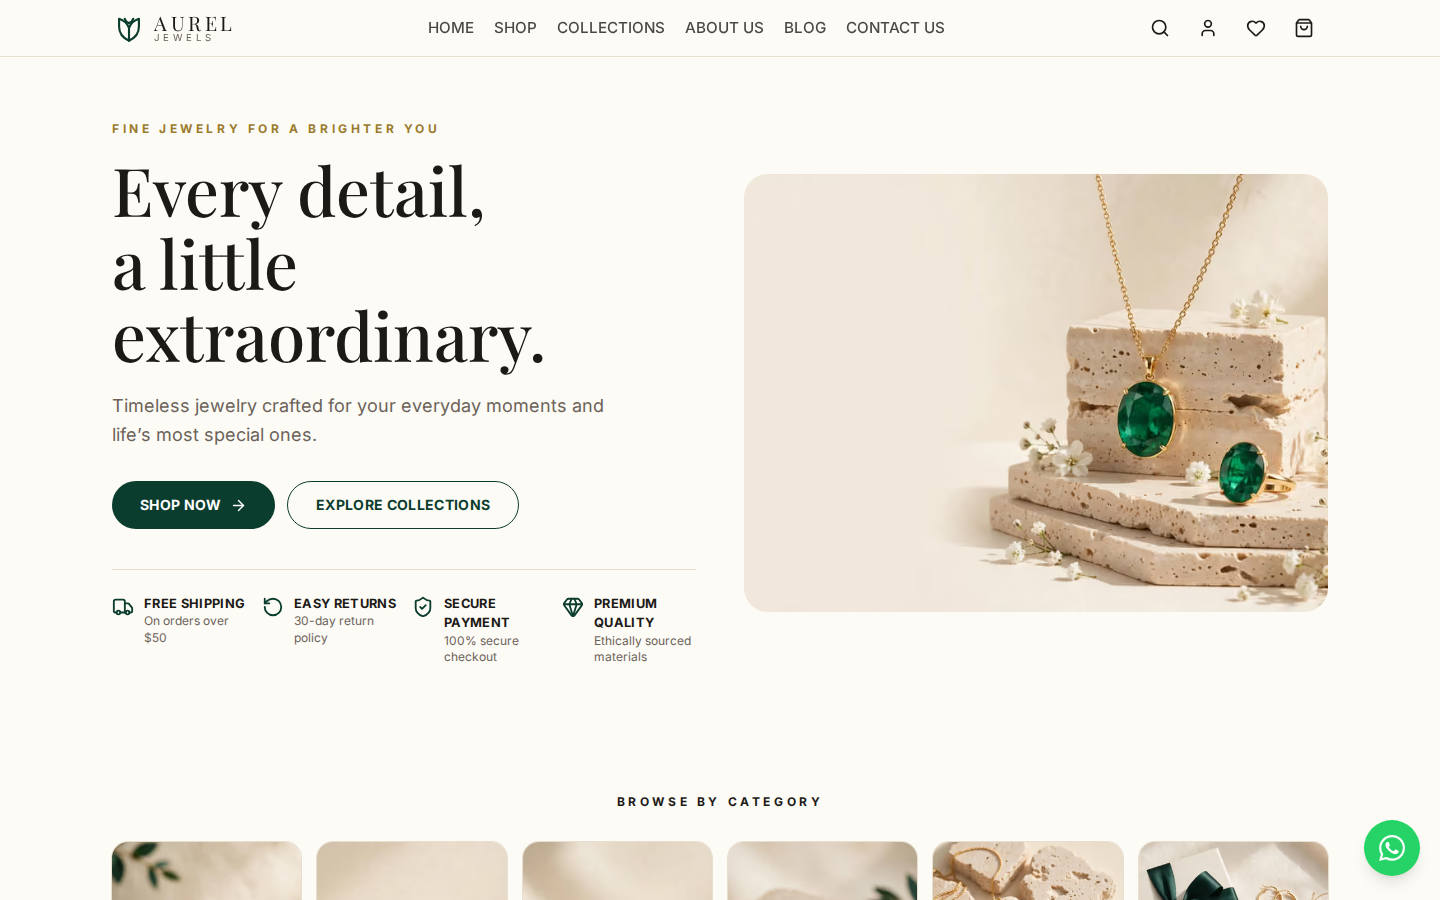 AUREL
JEWELS
HOME SHOP COLLECTIONS ABOUT US BLOG CONTACT US
FINE JEWELRY FOR A BRIGHTER YOU
Every detail,
a little
extraordinary.
Timeless jewelry crafted for your everyday moments and
life’s most special ones.
SHOP NOW
EXPLORE COLLECTIONS
FREE SHIPPING
On orders over
$50
EASY RETURNS
30-day return
policy
SECURE
PAYMENT
100% secure
checkout
PREMIUM
QUALITY
Ethically sourced
materials
BROWSE BY CATEGORY